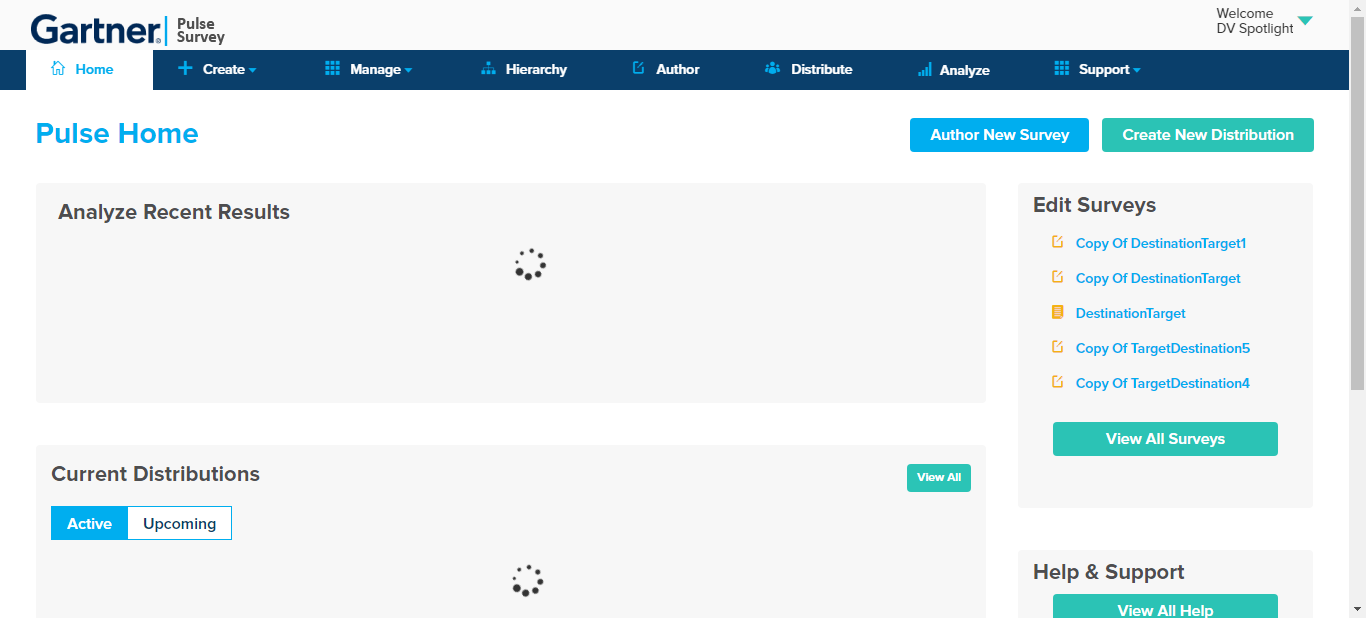 Gartner
Pulse
Survey
Welcome
DV Spotlight
Home
Create
Manage
Hierarchy
Author
Distribute
Analyze
Support
Pulse Home
Author New Survey
Create New Distribution
Analyze Recent Results
Edit Surveys
Copy Of DestinationTarget1
Copy Of DestinationTarget
DestinationTarget
Copy Of TargetDestination5
Copy Of TargetDestination4
View All Surveys
Current Distributions
View All
Active
Upcoming
Help & Support
View All Help